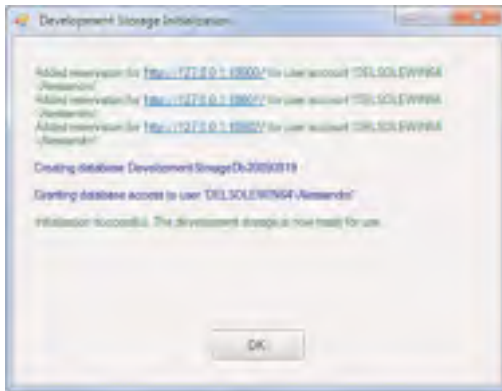 Development Storage Initialization
Added reservation for http://127.0.0.1:10000/ for user account 'DELSOLEWIN64
\Alessandro'
Added reservation for http://127.0.0.1:10001/ for user account 'DELSOLEWIN64
\Alessandro'
Added reservation for http://127.0.0.1:10002/ for user account 'DELSOLEWIN64
\Alessandro'
Creating database DevelopmentStorageDb20090919
Granting database access to user 'DELSOLEWIN64\Alessandro'
Initialization successful. The development storage is now ready for use.
OK